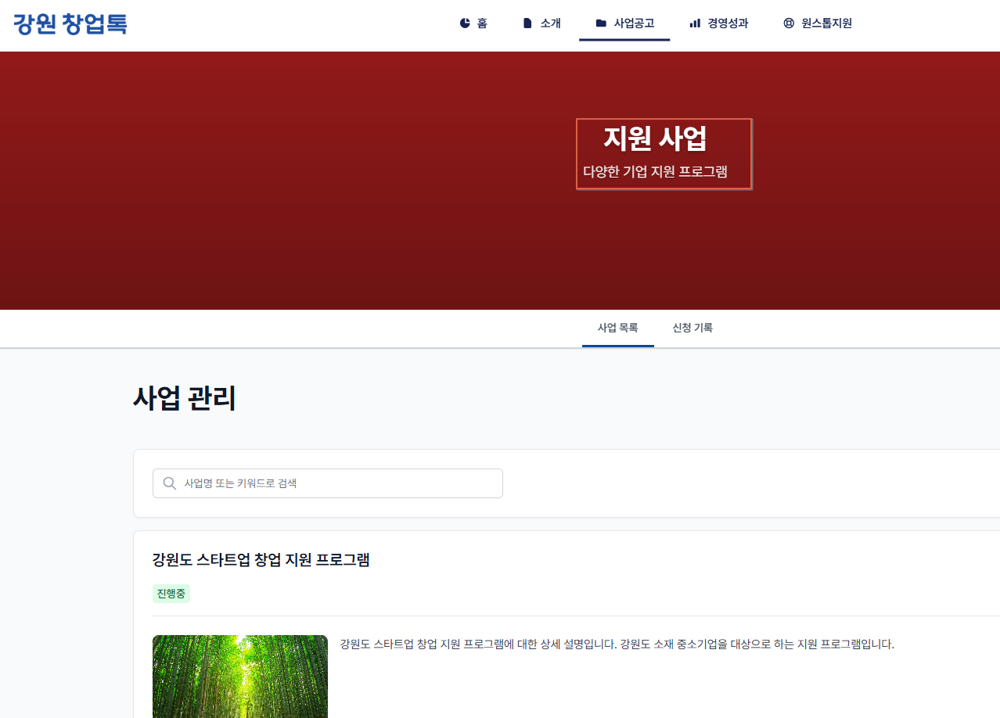 강원 창업톡
홈 소개 사업공고 경영성과 원스톱지원
지원 사업
다양한 기업 지원 프로그램
사업 목록 신청 기록
사업 관리
사업명 또는 키워드로 검색
강원도 스타트업 창업 지원 프로그램
진행중
강원도 스타트업 창업 지원 프로그램에 대한 상세 설명입니다. 강원도 소재 중소기업을 대상으로 하는 지원 프로그램입니다.